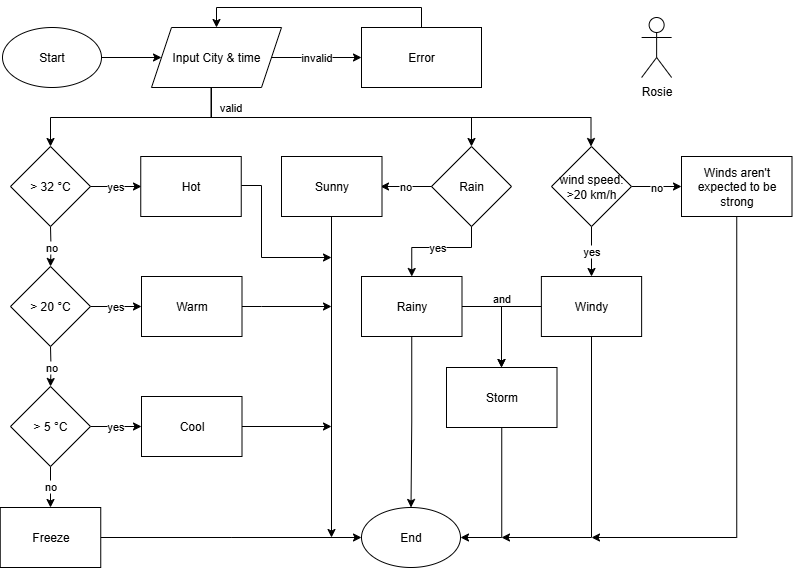 Start
Input City & time
invalid
Error
Rosie
valid
> 32 °C
yes
Hot
Sunny
no
Rain
wind speed:
>20 km/h
no
Winds aren't
expected to be
strong
no
yes
yes
> 20 °C
yes
Warm
Rainy
and
Windy
no
> 5 °C
yes
Cool
Storm
no
Freeze
End